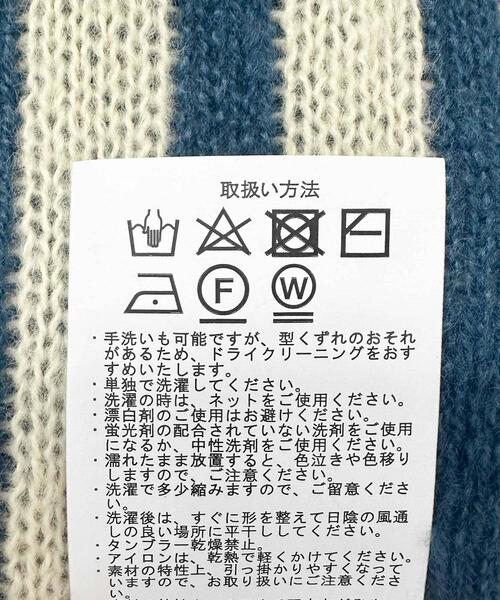 取扱い方法
F W
・手洗いも可能ですが、型くずれのおそれ
があるため、ドライクリーニングをおす
すめいたします。
・単独で洗濯してください。
・洗濯の時は、ネットをご使用ください。
・漂白剤のご使用はお避けください。
・蛍光剤の配合されていない洗剤をご使用
になるか、中性洗剤をご使用ください。
・濡れたまま放置すると、色泣きや色移り
しますので、ご注意ください。
・洗濯で多少縮みますので、ご留意くださ
い。
・洗濯後は、すぐに形を整えて日陰の風通
しの良い場所に平干ししてください。
・タンブラー乾燥禁止。
・アイロンは、乾熱で軽くかけてください。
・素材の特性上、引っ掛かりやすくなって
いますので、お取り扱いにご注意くださ
い。